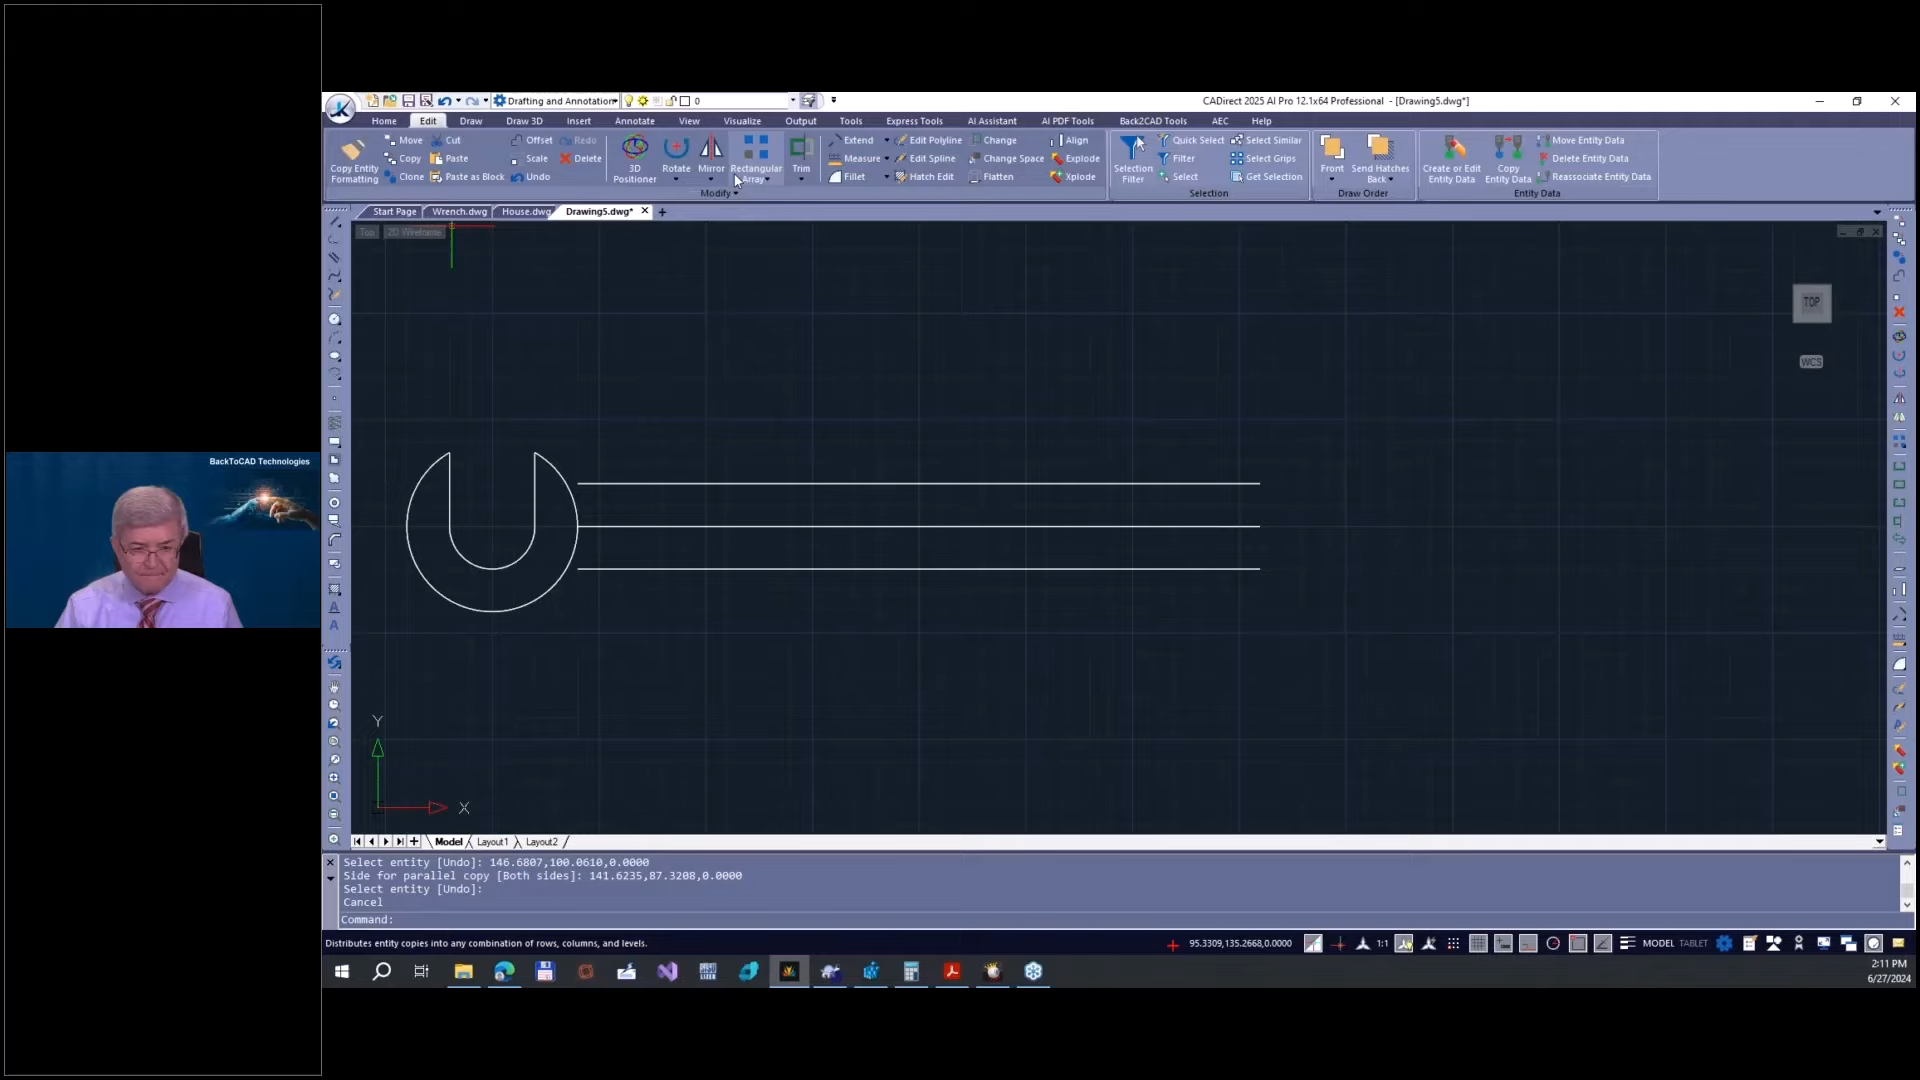 BackToCAD Technologies
Drafting and Annotation
0
CADirect 2025 AI Pro 12.1x64 Professional - [Drawing5.dwg*]
Home Edit Draw Draw 3D Insert Annotate View Visualize Output Tools Express Tools AI Assistant AI PDF Tools Back2CAD Tools AEC Help
Copy Entity Formatting
Move Cut Offset Redo
Copy Paste Scale Delete
Clone Paste as Block Undo
3D Positioner
Rotate
Mirror
Rectangular Array
Trim
Extend Edit Polyline Change Align
Measure Edit Spline Change Space Explode
Fillet Hatch Edit Flatten Xplode
Modify
Selection Filter
Quick Select Select Similar
Filter Select Grips
Select Get Selection
Selection
Front
Send Hatches Back
Draw Order
Create or Edit Entity Data
Copy Entity Data
Move Entity Data
Delete Entity Data
Reassociate Entity Data
Entity Data
Start Page Wrench.dwg House.dwg Drawing5.dwg*
Top 2D Wireframe
TOP
WCS
Y
X
Model Layout1 Layout2
Select entity [Undo]: 146.6807,100.0610,0.0000
Side for parallel copy [Both sides]: 141.6235,87.3208,0.0000
Select entity [Undo]:
Cancel
Command:
Distributes entity copies into any combination of rows, columns, and levels.
95.3309,135.2668,0.0000 1:1 MODEL TABLET
2:11 PM
6/27/2024